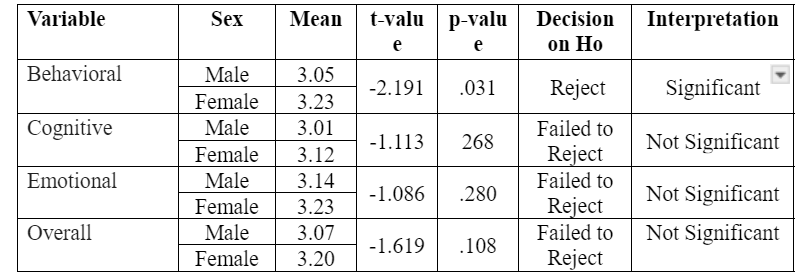 Variable Sex Mean t-valu e p-valu e Decision on Ho Interpretation
Behavioral Male 3.05 -2.191 .031 Reject Significant
Female 3.23
Cognitive Male 3.01 -1.113 268 Failed to Reject Not Significant
Female 3.12
Emotional Male 3.14 -1.086 .280 Failed to Reject Not Significant
Female 3.23
Overall Male 3.07 -1.619 .108 Failed to Reject Not Significant
Female 3.20